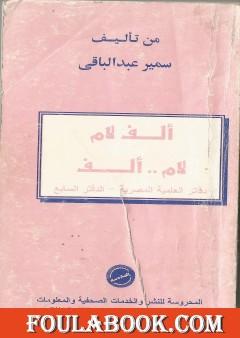 من تأليف
سمير عبدالباقى
ألف لام
لام .. ألف
دفاتر العامية المصرية - الدفتر السابع
المحروسة للنشر والخدمات الصحفية والمعلومات
FOULABOOK.COM